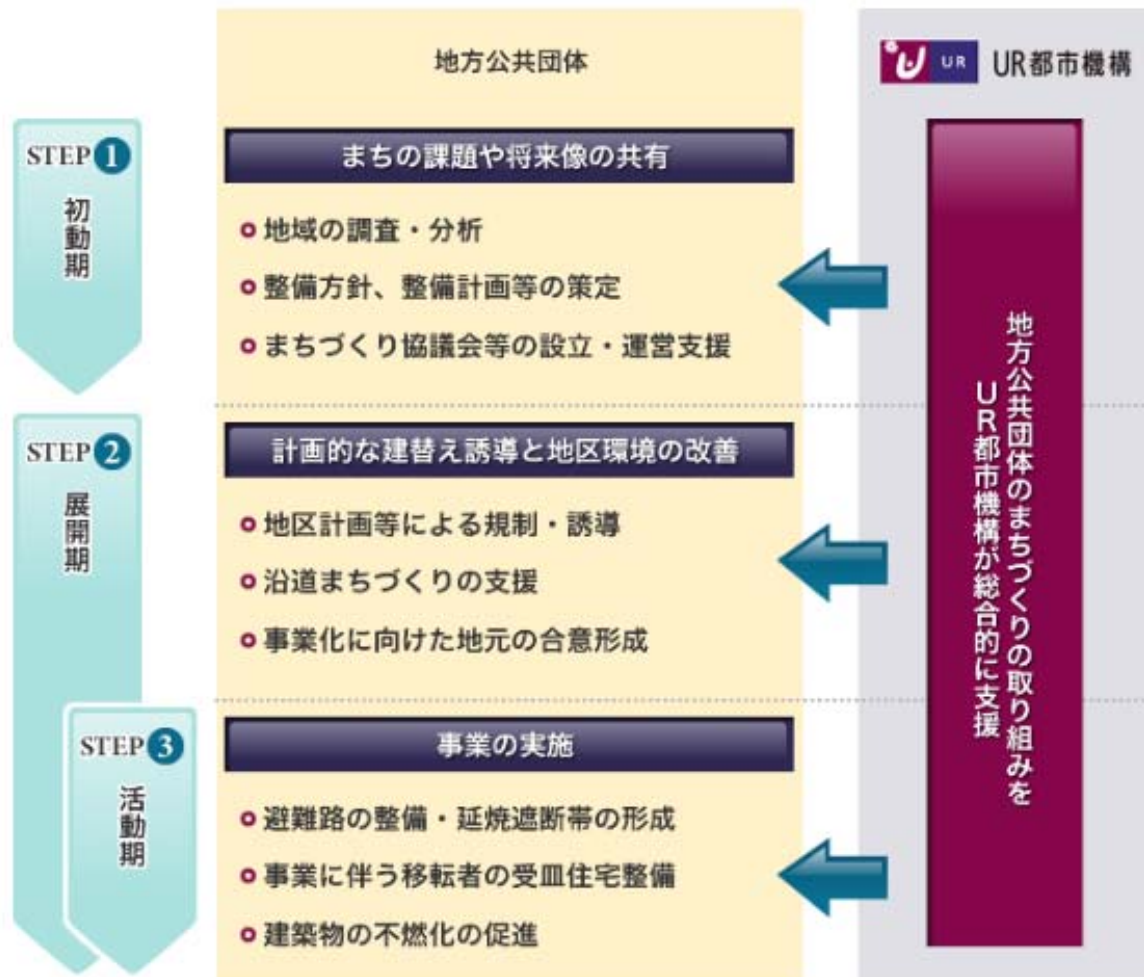 地方公共団体
UR
UR都市機構
STEP 1
初動期
まちの課題や将来像の共有
地域の調査・分析
整備方針、整備計画等の策定
まちづくり協議会等の設立・運営支援
STEP 2
展開期
計画的な建替え誘導と地区環境の改善
地区計画等による規制・誘導
沿道まちづくりの支援
事業化に向けた地元の合意形成
STEP 3
活動期
事業の実施
避難路の整備・延焼遮断帯の形成
事業に伴う移転者の受皿住宅整備
建築物の不燃化の促進
地方公共団体のまちづくりの取り組みを
UR都市機構が総合的に支援